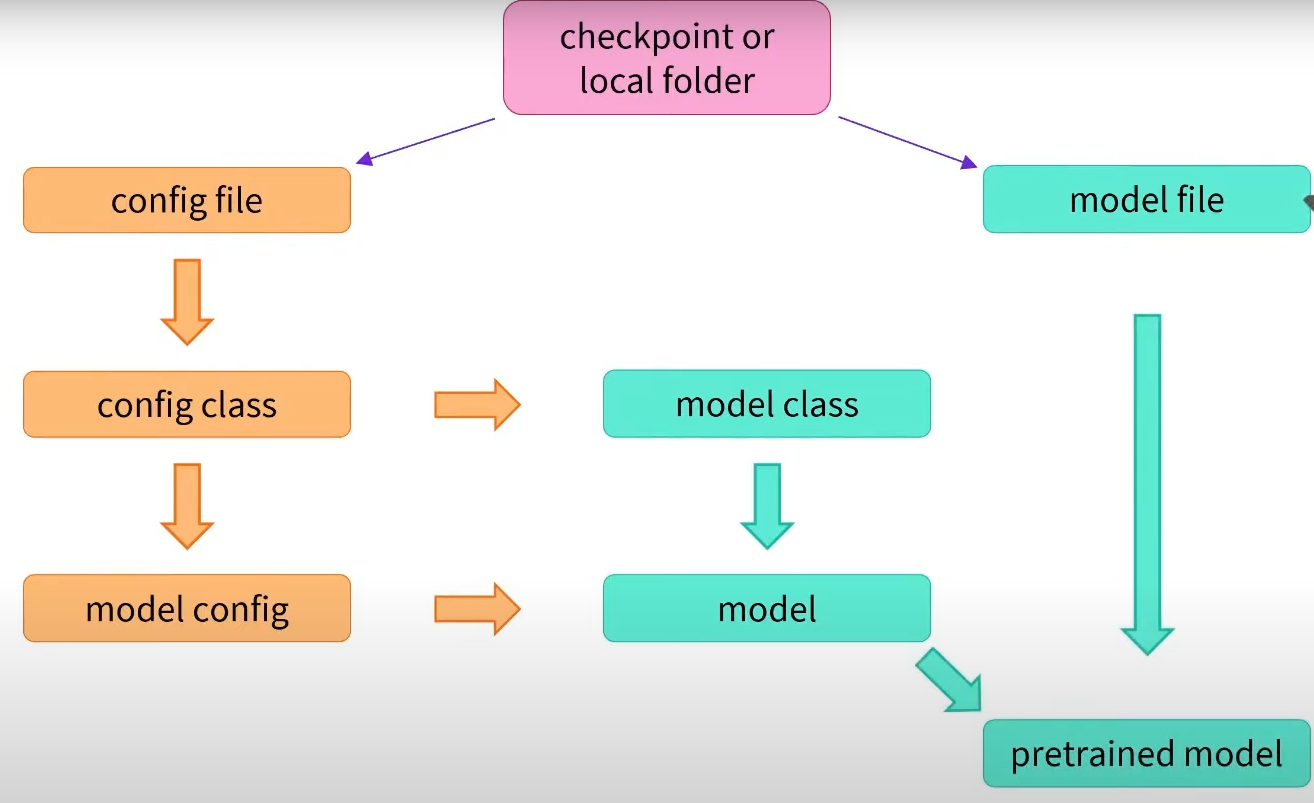 checkpoint or
local folder
config file
model file
config class
model class
model config
model
pretrained model